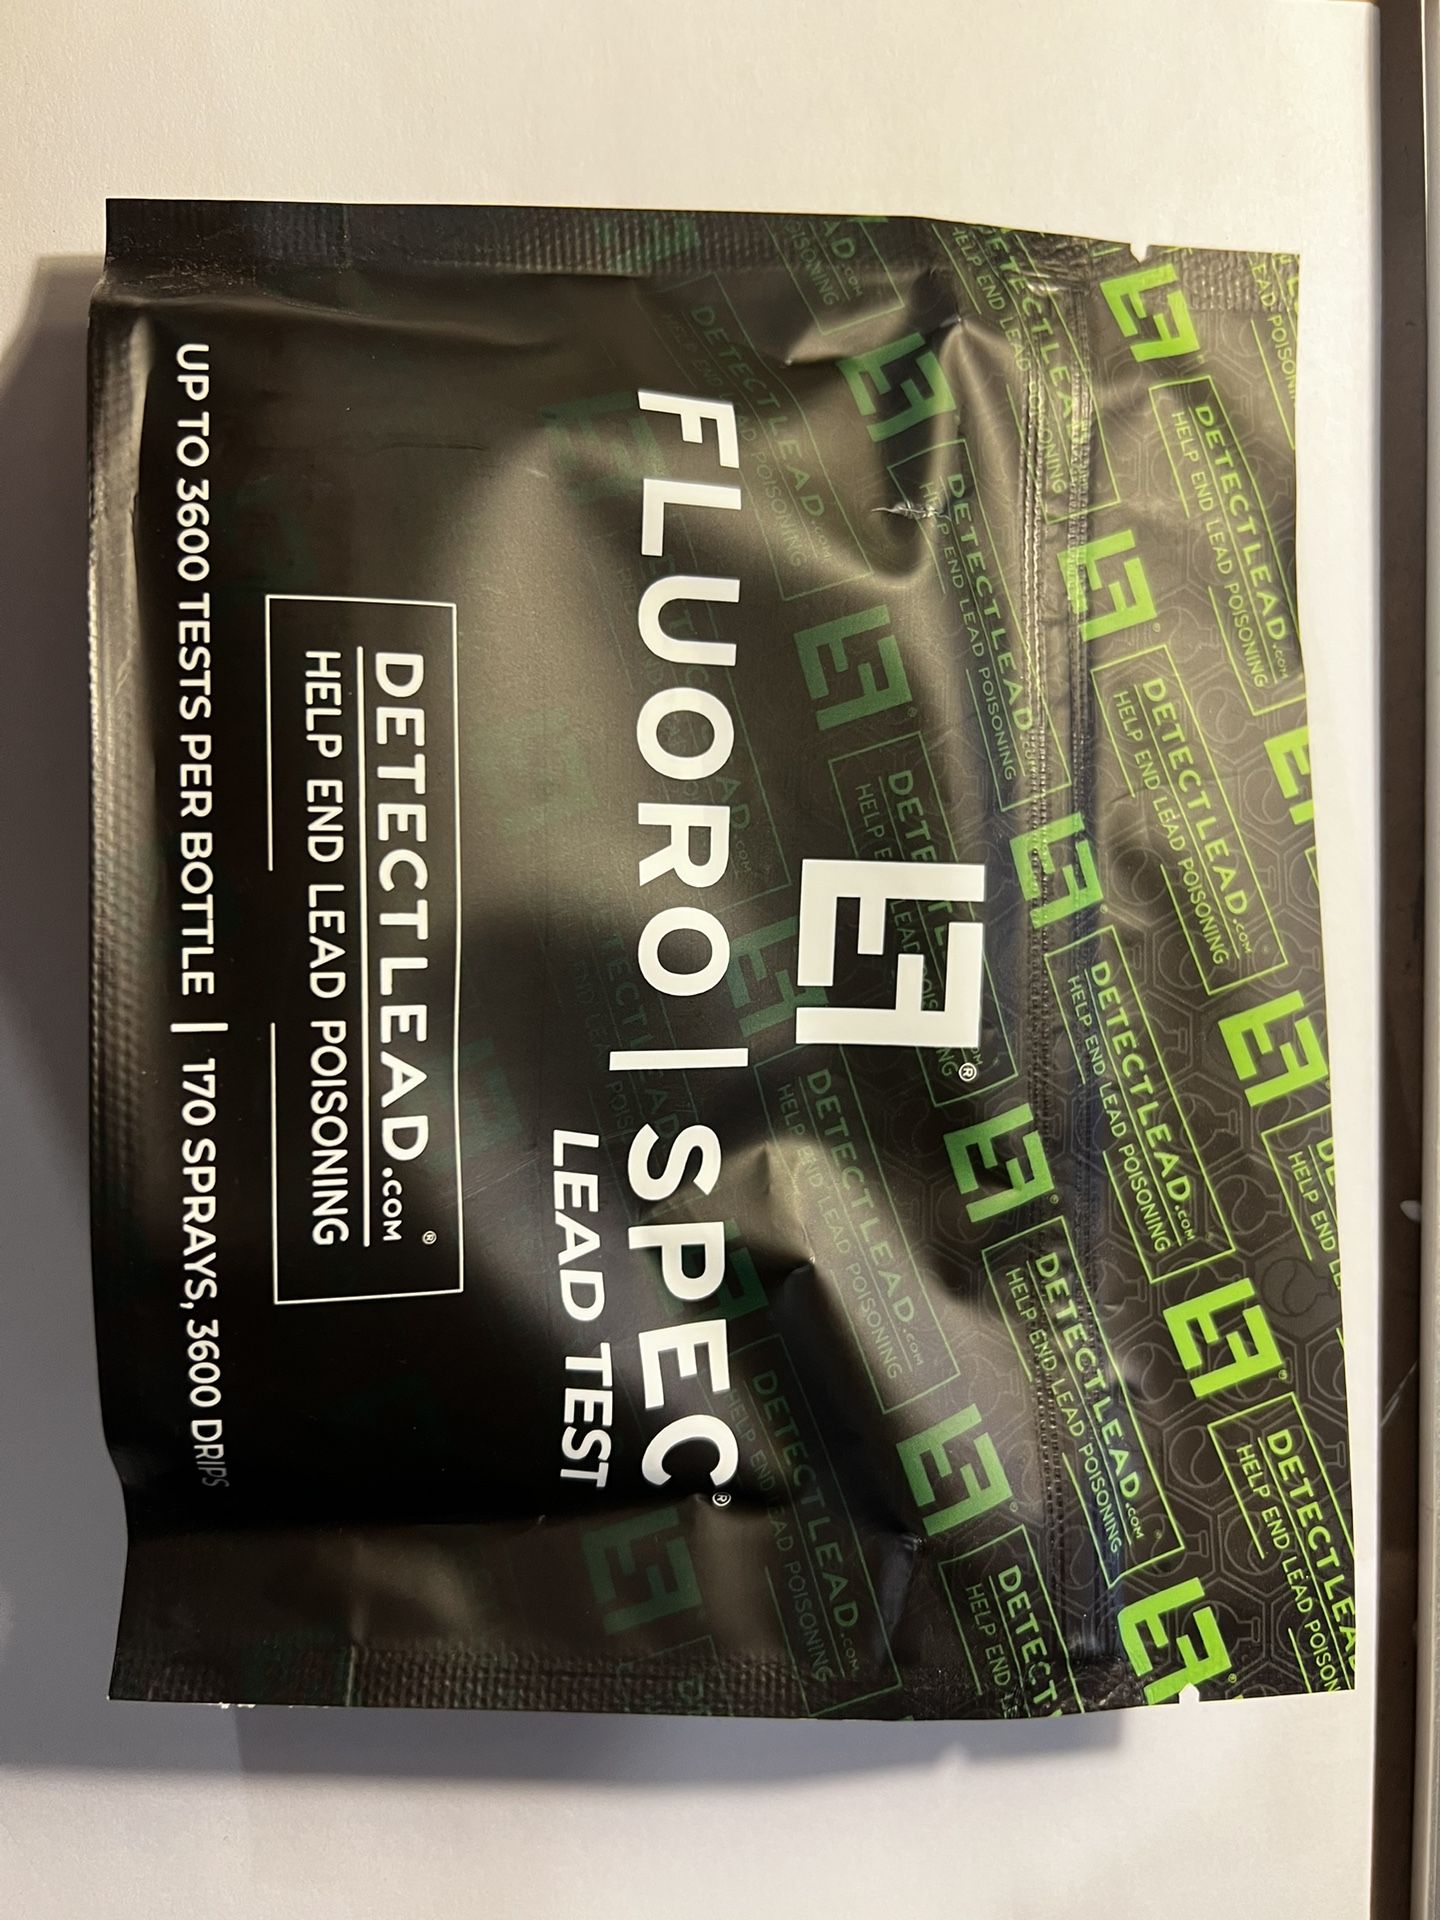 FLUORO|SPEC®
LEAD TEST
DETECTLEAD.COM®
HELP END LEAD POISONING
UP TO 3600 TESTS PER BOTTLE | 170 SPRAYS, 3600 DRIPS
DETECTLEAD.COM
HELP END LEAD POISONING